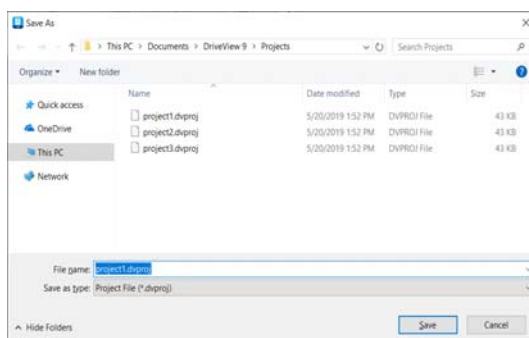 Save As
This PC > Documents > DriveView 9 > Projects
Search Projects
Organize
New folder
Name Date modified Type Size
Quick access
OneDrive
This PC
Network
project1.dvproj 5/20/2019 1:52 PM DVPROJ File 43 KB
project2.dvproj 5/20/2019 1:52 PM DVPROJ File 43 KB
project3.dvproj 5/20/2019 1:52 PM DVPROJ File 43 KB
File name: project1.dvproj
Save as type: Project File (*.dvproj)
Hide Folders
Save
Cancel